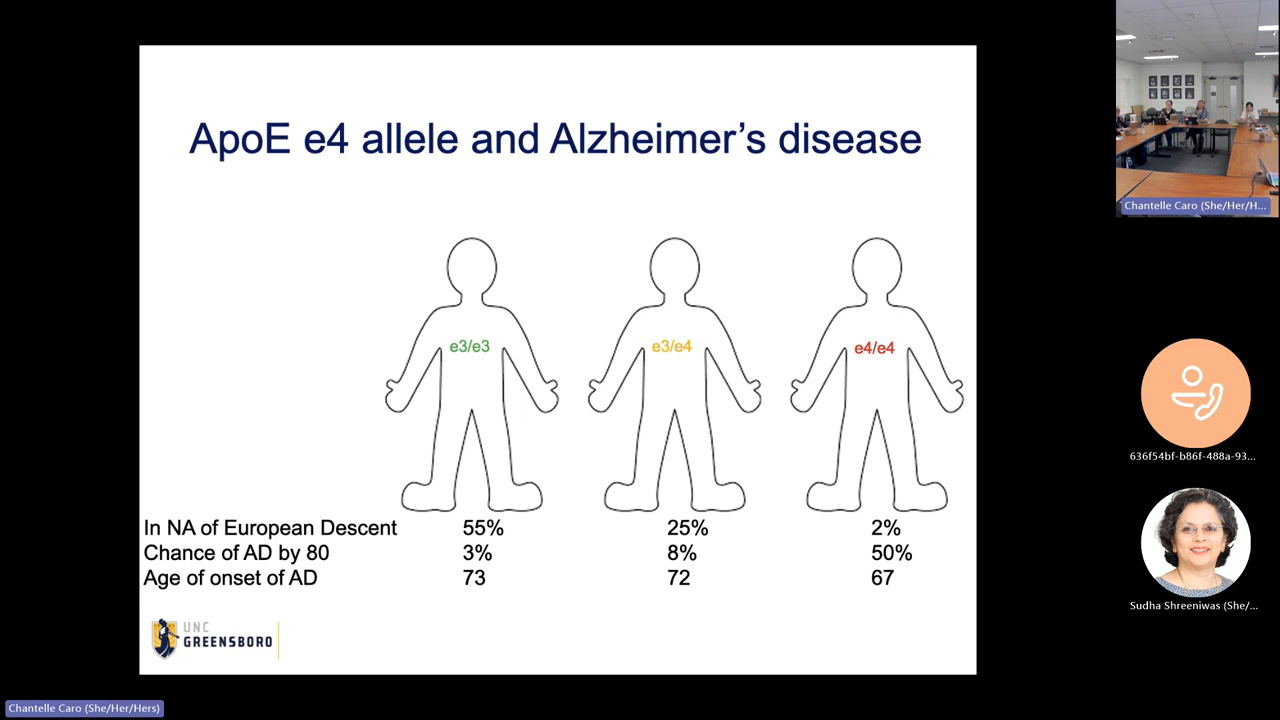 ApoE e4 allele and Alzheimer's disease
e3/e3 e3/e4 e4/e4
In NA of European Descent 55% 25% 2%
Chance of AD by 80 3% 8% 50%
Age of onset of AD 73 72 67
UNC
GREENSBORO
Chantelle Caro (She/Her/H...
636f54bf-b86f-488a-93...
Sudha Shreeniwas (She/...
Chantelle Caro (She/Her/Hers)